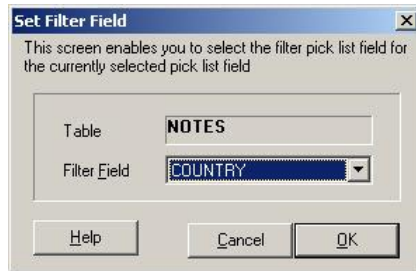 Set Filter Field
This screen enables you to select the filter pick list field for
the currently selected pick list field
Table NOTES
Filter Field COUNTRY
Help Cancel OK